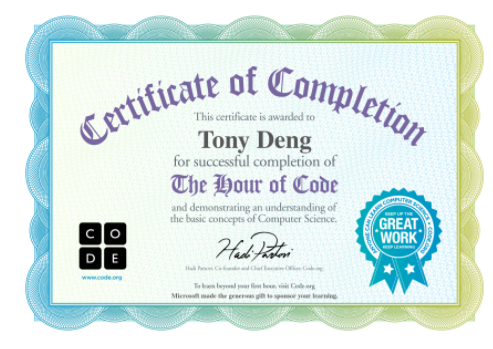 Certificate of Completion
This certificate is awarded to
Tony Deng
for successful completion of
The Hour of Code
and demonstrating an understanding of
the basic concepts of Computer Science.
Hadi Partovi
Hadi Partovi, Co-founder and Chief Executive Officer, Code.org
To learn beyond your first hour, visit Code.org
Microsoft made the generous gift to sponsor your learning.
C O
D E
www.code.org
ANYONE CAN LEARN COMPUTER SCIENCE • CODE.ORG
KEEP UP THE
GREAT
WORK
KEEP LEARNING